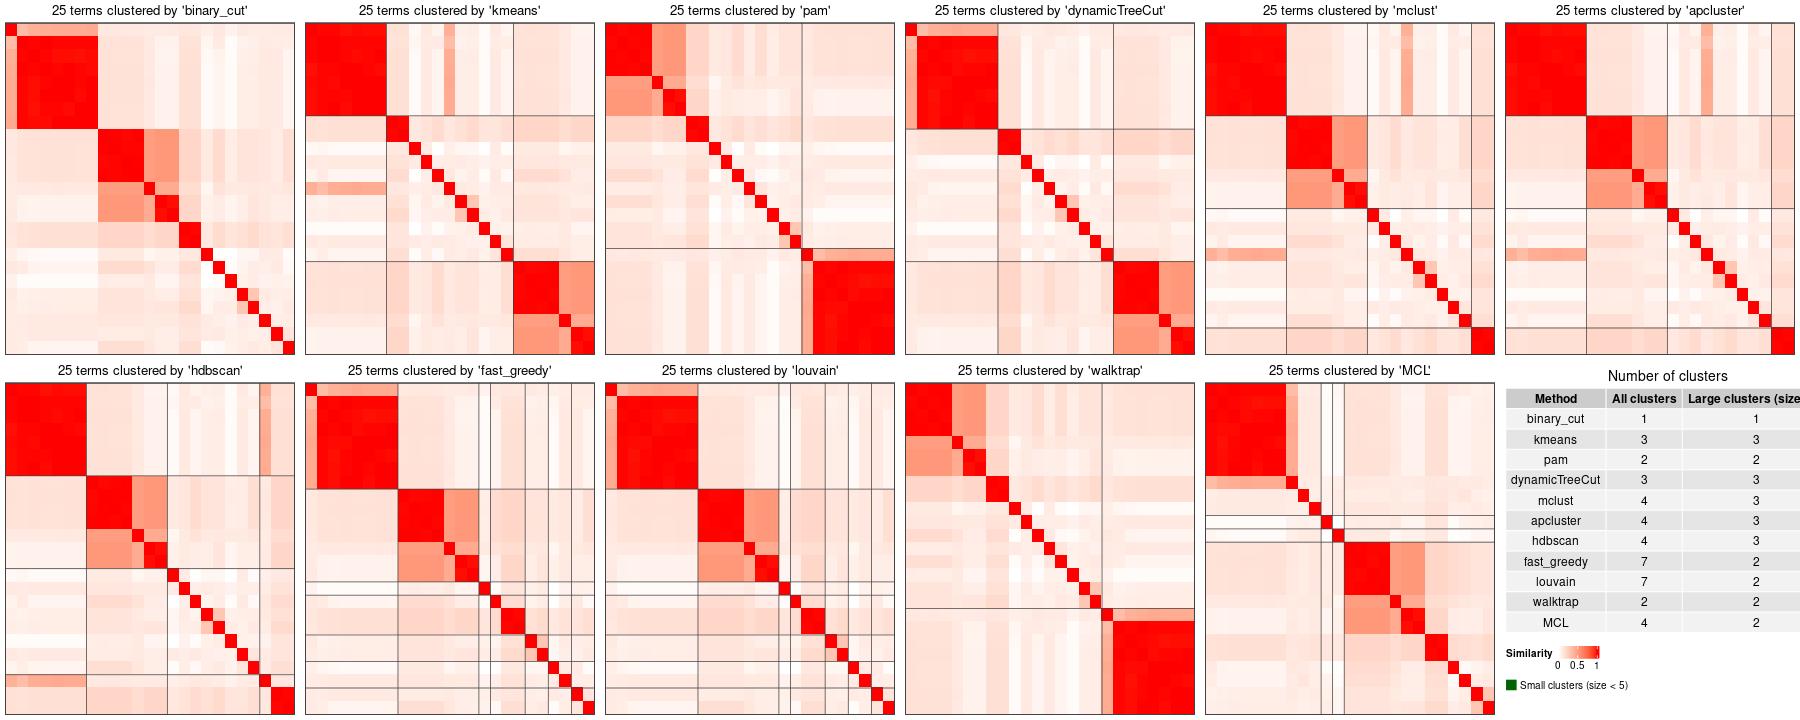 25 terms clustered by 'binary_cut'
25 terms clustered by 'kmeans'
25 terms clustered by 'pam'
25 terms clustered by 'dynamicTreeCut'
25 terms clustered by 'mclust'
25 terms clustered by 'apcluster'
25 terms clustered by 'hdbscan'
25 terms clustered by 'fast_greedy'
25 terms clustered by 'louvain'
25 terms clustered by 'walktrap'
25 terms clustered by 'MCL'
Number of clusters
Method All clusters Large clusters (size
binary_cut 1 1
kmeans 3 3
pam 2 2
dynamicTreeCut 3 3
mclust 4 3
apcluster 4 3
hdbscan 4 3
fast_greedy 7 2
louvain 7 2
walktrap 2 2
MCL 4 2
Similarity
0 0.5 1
Small clusters (size < 5)